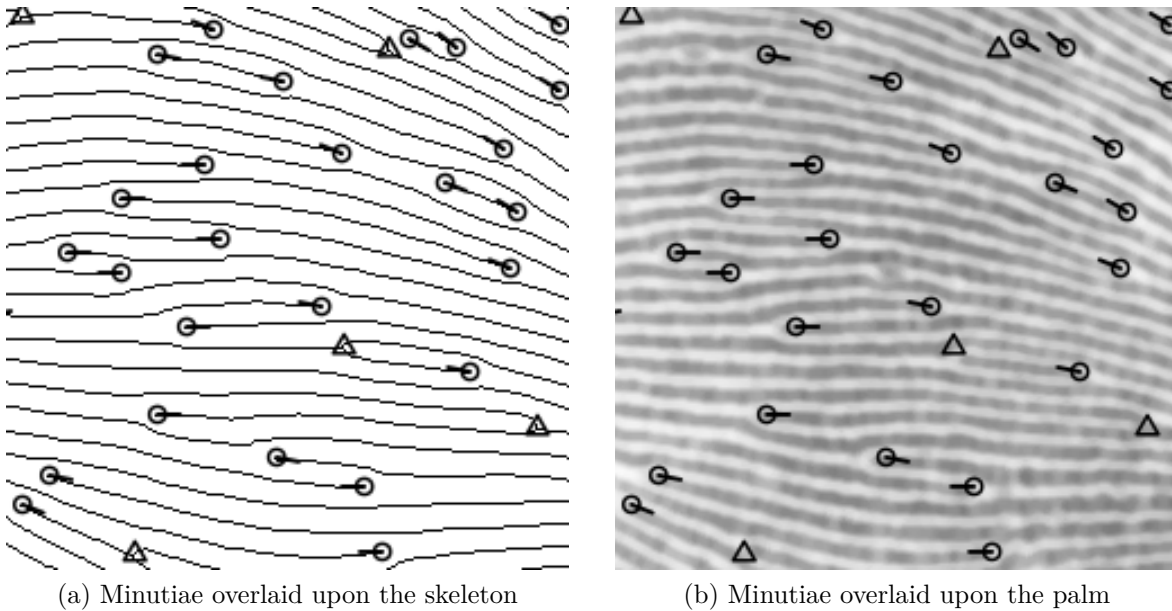 (a) Minutiae overlaid upon the skeleton
(b) Minutiae overlaid upon the palm